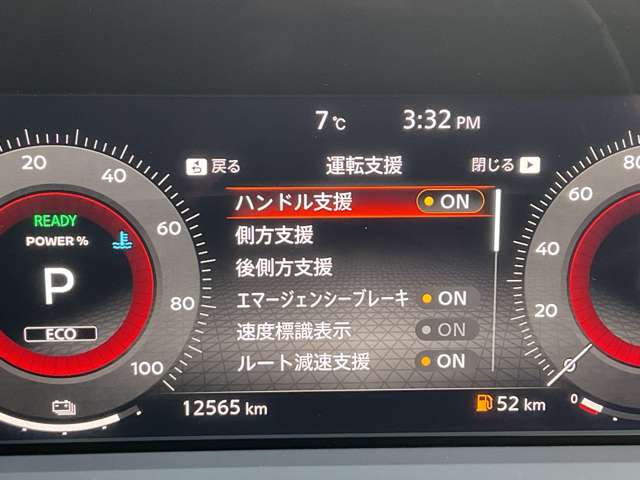 7℃ 3:32 PM
戻る 運転支援 閉じる
ハンドル支援 ON
側方支援
後側方支援
エマージェンシーブレーキ ON
速度標識表示 ON
ルート減速支援 ON
20 40 60 80 100
READY
POWER %
P
ECO
12565 km
52 km
80 60 40 20 0
0